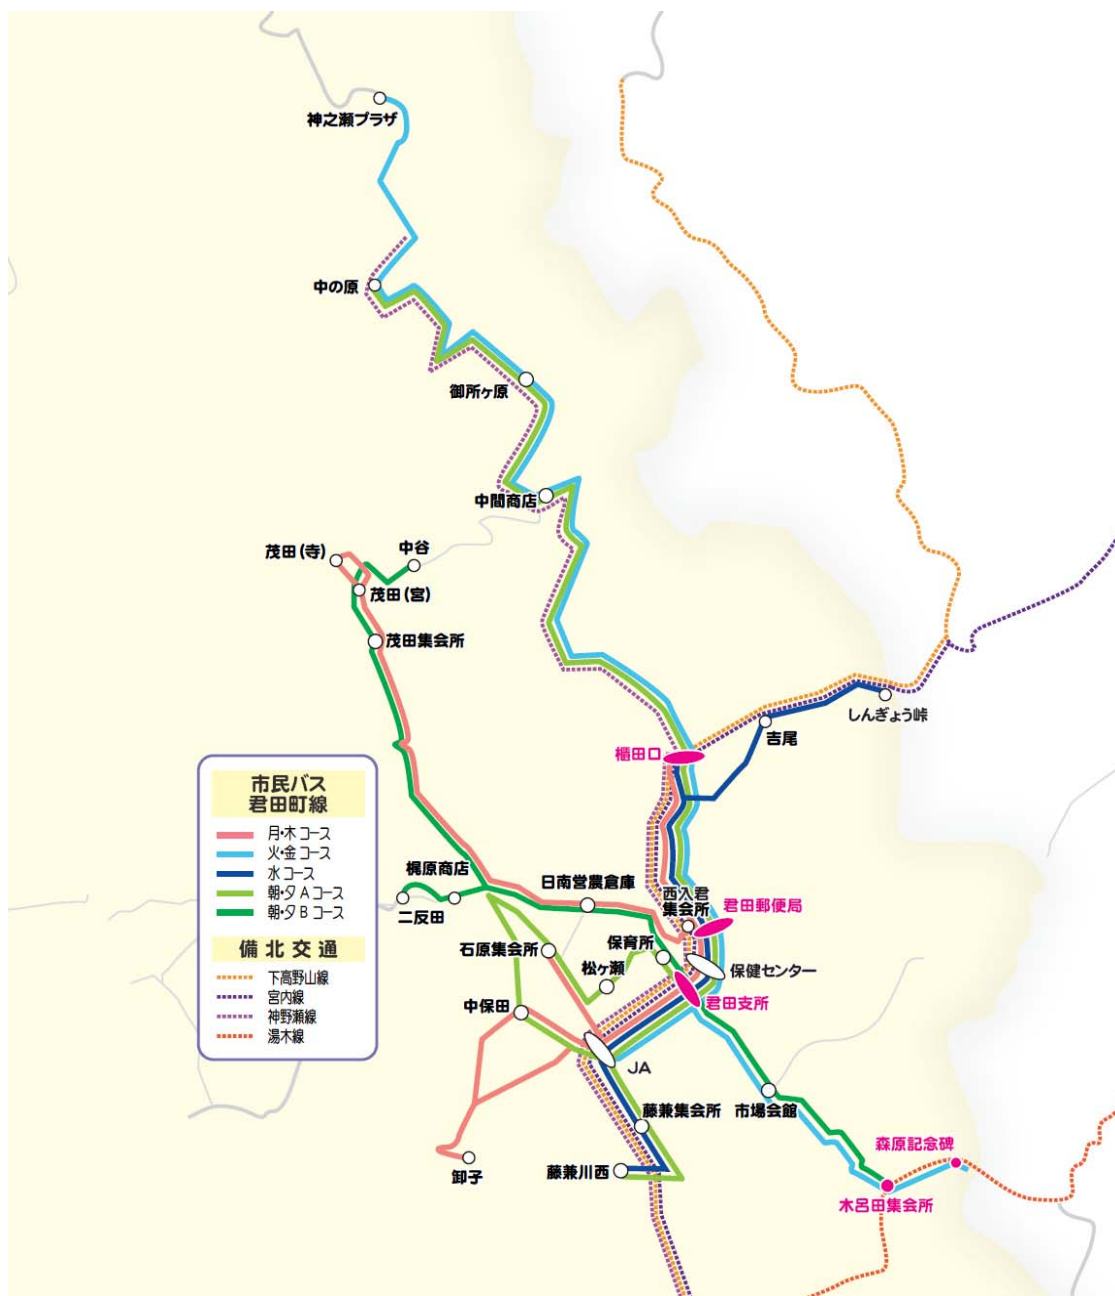 神之瀬プラザ
中の原
御所ヶ原
中間商店
茂田(寺)
中谷
茂田(宮)
茂田集会所
しんぎょう峠
吉尾
櫃田口
市民バス
君田町線
月・木 コース
火・金 コース
水 コース
朝・夕 A コース
朝・夕 B コース
備北交通
下高野山線
宮内線
神野瀬線
湯木線
梶原商店
二反田
日南営農倉庫
西入君
集会所
君田郵便局
石原集会所
保育所
松ヶ瀬
保健センター
君田支所
中保田
JA
藤兼集会所
市場会館
森原記念碑
卸子
藤兼川西
木呂田集会所